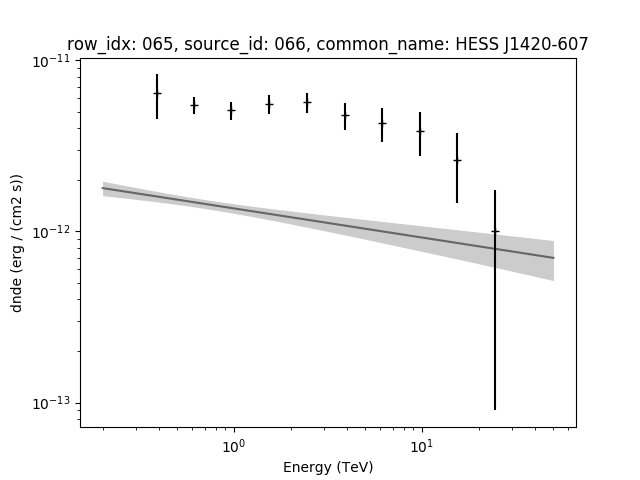 row_idx: 065, source_id: 066, common_name: HESS J1420-607
10⁻¹¹
10⁻¹²
10⁻¹³
dnde (erg / (cm2 s))
10⁰
10¹
Energy (TeV)